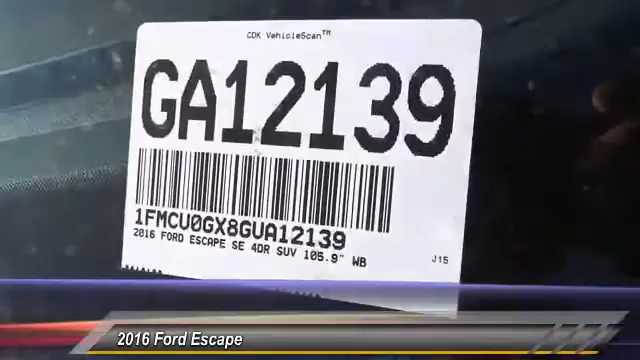 CDK VehicleScan™
GA12139
1FMCU0GX8GUA12139
2016 FORD ESCAPE SE 4DR SUV 105.9" WB
J15
2016 Ford Escape